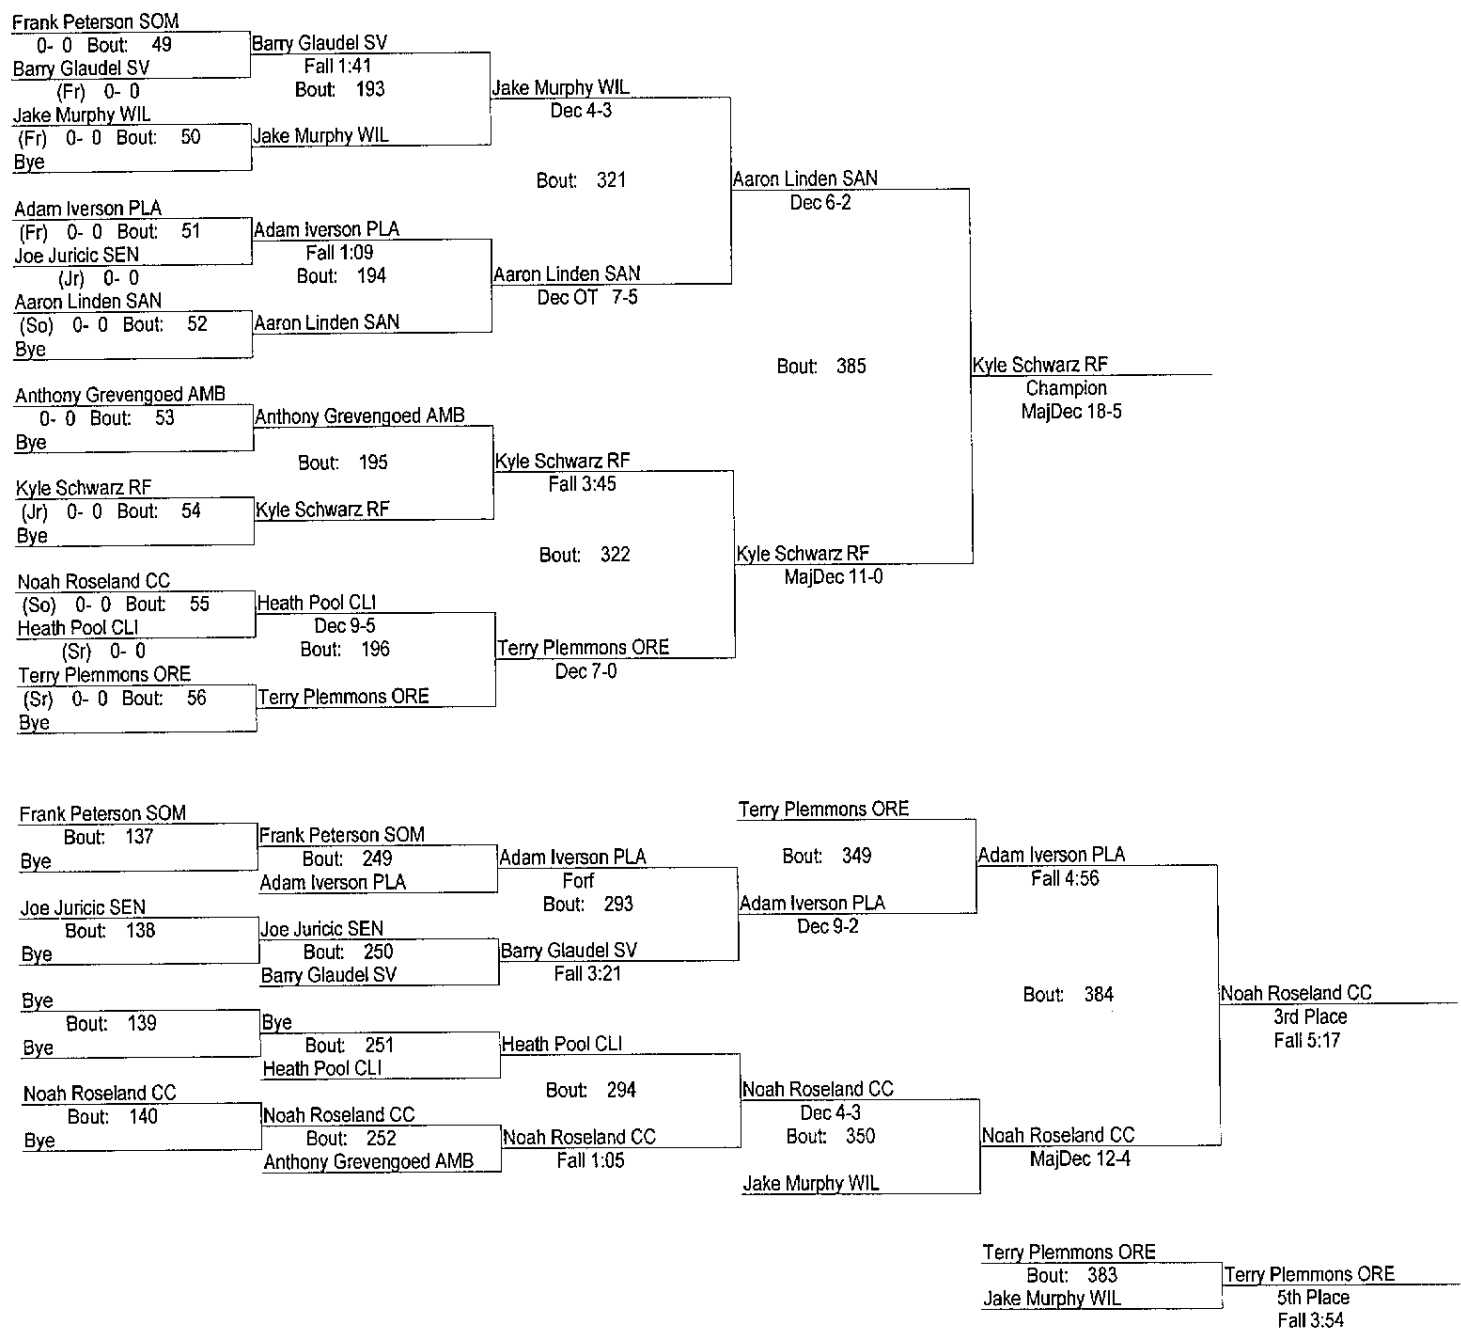 Frank Peterson SOM
0- 0 Bout: 49
Barry Glaudel SV
(Fr) 0- 0
Jake Murphy WIL
(Fr) 0- 0 Bout: 50
Bye
Adam Iverson PLA
(Fr) 0- 0 Bout: 51
Joe Juricic SEN
(Jr) 0- 0
Aaron Linden SAN
(So) 0- 0 Bout: 52
Bye
Anthony Grevengoed AMB
0- 0 Bout: 53
Bye
Kyle Schwarz RF
(Jr) 0- 0 Bout: 54
Bye
Noah Roseland CC
(So) 0- 0 Bout: 55
Heath Pool CLI
(Sr) 0- 0
Terry Plemmons ORE
(Sr) 0- 0 Bout: 56
Bye
Barry Glaudel SV
Fall 1:41
Bout: 193
Jake Murphy WIL
Adam Iverson PLA
Fall 1:09
Bout: 194
Aaron Linden SAN
Anthony Grevengoed AMB
Bout: 195
Kyle Schwarz RF
Heath Pool CLI
Dec 9-5
Bout: 196
Terry Plemmons ORE
Jake Murphy WIL
Dec 4-3
Bout: 321
Aaron Linden SAN
Dec OT 7-5
Kyle Schwarz RF
Fall 3:45
Bout: 322
Terry Plemmons ORE
Dec 7-0
Aaron Linden SAN
Dec 6-2
Bout: 385
Kyle Schwarz RF
MajDec 11-0
Kyle Schwarz RF
Champion
MajDec 18-5
Frank Peterson SOM
Bout: 137
Bye
Joe Juricic SEN
Bout: 138
Bye
Bye
Bout: 139
Bye
Noah Roseland CC
Bout: 140
Bye
Frank Peterson SOM
Bout: 249
Adam Iverson PLA
Joe Juricic SEN
Bout: 250
Barry Glaudel SV
Bye
Bout: 251
Heath Pool CLI
Noah Roseland CC
Bout: 252
Anthony Grevengoed AMB
Adam Iverson PLA
Forf
Bout: 293
Barry Glaudel SV
Fall 3:21
Heath Pool CLI
Bout: 294
Noah Roseland CC
Fall 1:05
Terry Plemmons ORE
Bout: 349
Adam Iverson PLA
Dec 9-2
Noah Roseland CC
Dec 4-3
Bout: 350
Jake Murphy WIL
Adam Iverson PLA
Fall 4:56
Bout: 384
Noah Roseland CC
MajDec 12-4
Noah Roseland CC
3rd Place
Fall 5:17
Terry Plemmons ORE
Bout: 383
Jake Murphy WIL
Terry Plemmons ORE
5th Place
Fall 3:54